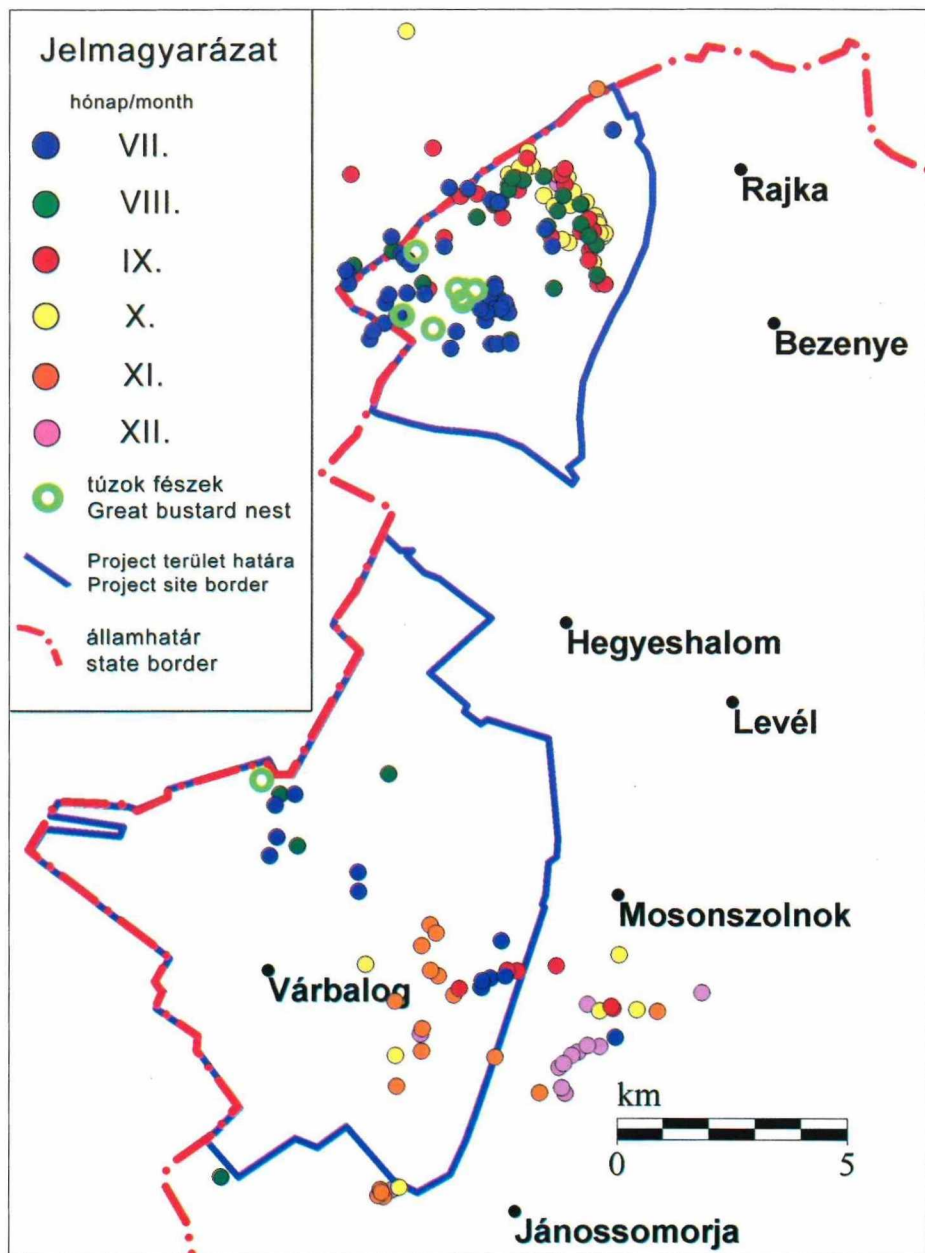 Jelmagyarázat
hónap/month
VII.
VIII.
IX.
X.
XI.
XII.
túzok fészek
Great bustard nest
Project terület határa
Project site border
államhatár
state border
Rajka
Bezenye
Hegyeshalom
Levél
Mosonszolnok
Várbalog
km
0 5
Jánossomorja